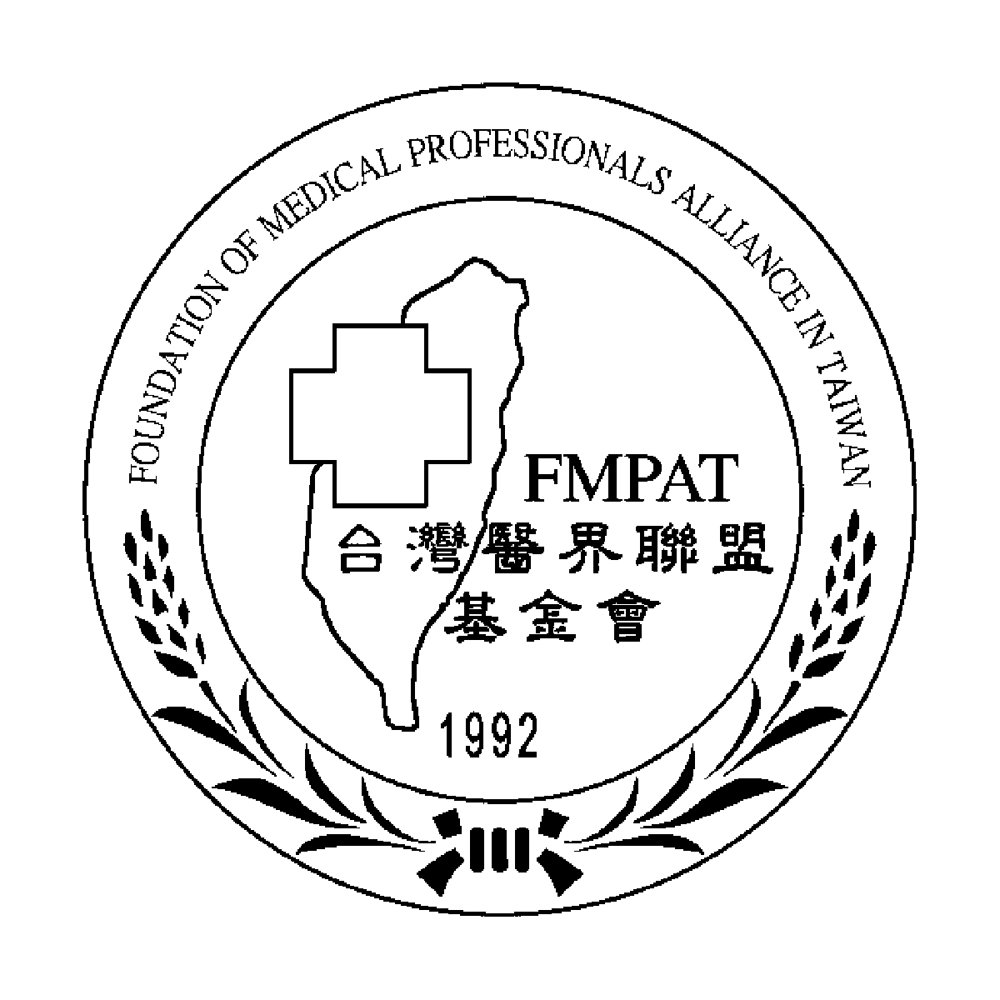 FOUNDATION OF MEDICAL PROFESSIONALS ALLIANCE IN TAIWAN
FMPAT
台灣醫界聯盟
基金會
1992